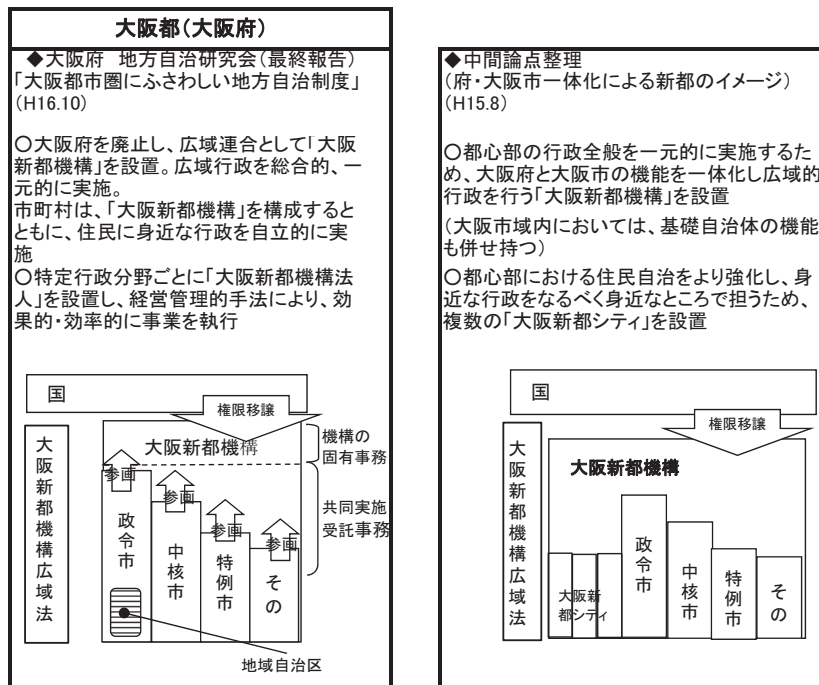 大阪都（大阪府）
◆大阪府　地方自治研究会（最終報告）
「大阪都市圏にふさわしい地方自治制度」
（H16.10）
○大阪府を廃止し、広域連合として「大阪
新都機構」を設置。広域行政を総合的、一
元的に実施。
市町村は、「大阪新都機構」を構成すると
ともに、住民に身近な行政を自立的に実
施
○特定行政分野ごとに「大阪新都機構法
人」を設置し、経営管理的手法により、効
果的・効率的に事業を執行
国
権限移譲
大阪新都機構広域法
大阪新都機構
機構の
固有事務
共同実施
受託事務
参画
参画
参画
参画
政令市
中核市
特例市
その
地域自治区
◆中間論点整理
（府・大阪市一体化による新都のイメージ）
（H15.8）
○都心部の行政全般を一元的に実施するた
め、大阪府と大阪市の機能を一体化し広域的
行政を行う「大阪新都機構」を設置
（大阪市域内においては、基礎自治体の機能
も併せ持つ）
○都心部における住民自治をより強化し、身
近な行政をなるべく身近なところで担うため、
複数の「大阪新都シティ」を設置
国
権限移譲
大阪新都機構広域法
大阪新都機構
大阪新
都シティ
政令市
中核市
特例市
その